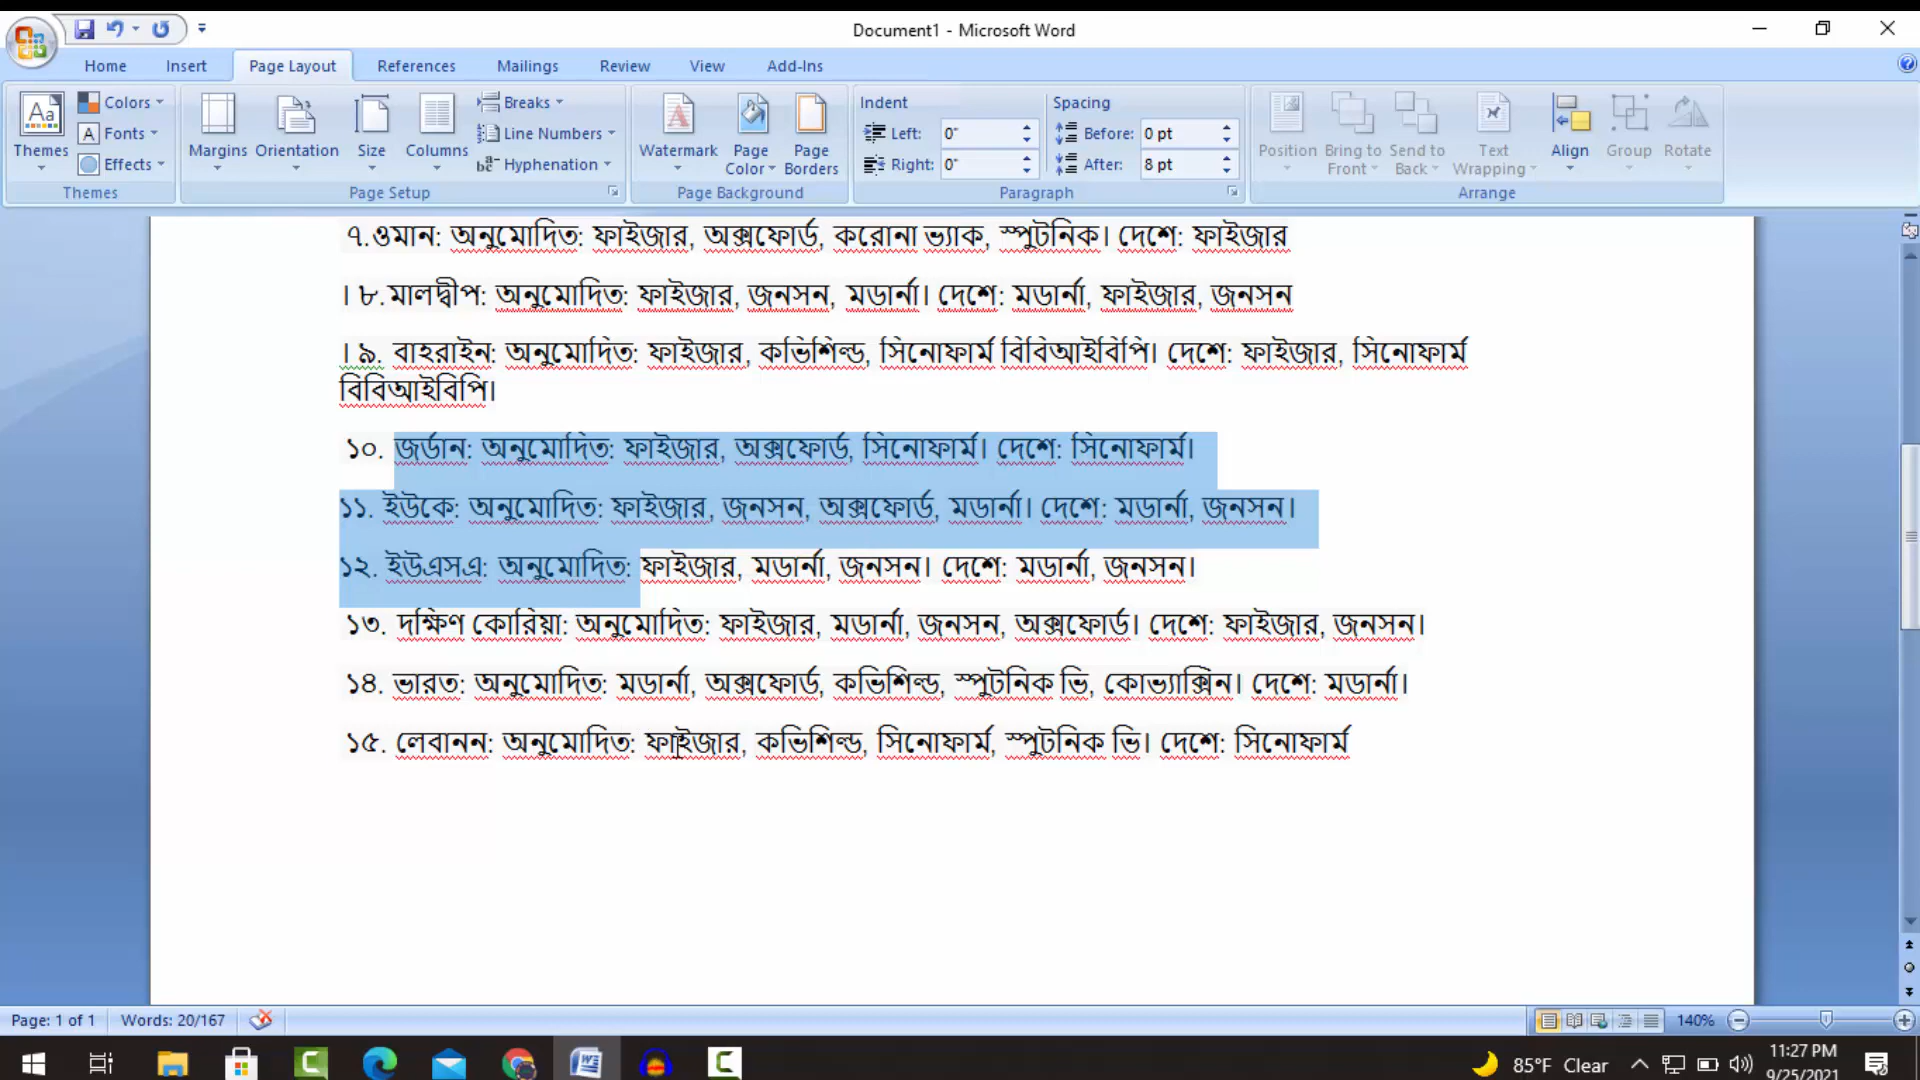 Document1 - Microsoft Word
Home Insert Page Layout References Mailings Review View Add-Ins
Themes
Colors
Fonts
Effects
Themes
Margins Orientation Size Columns
Breaks
Line Numbers
Hyphenation
Page Setup
Watermark Page Color Page Borders
Page Background
Indent
Left: 0"
Right: 0"
Spacing
Before: 0 pt
After: 8 pt
Paragraph
Position Bring to Front Send to Back Text Wrapping Align Group Rotate
Arrange
৭.ওমান: অনুমোদিত: ফাইজার, অক্সফোর্ড, করোনা ভ্যাক, স্পুটনিক। দেশে: ফাইজার
। ৮.মালদ্বীপ: অনুমোদিত: ফাইজার, জনসন, মডার্না। দেশে: মডার্না, ফাইজার, জনসন
। ৯. বাহরাইন: অনুমোদিত: ফাইজার, কভিশিল্ড, সিনোফার্ম বিবিআইবিপি। দেশে: ফাইজার, সিনোফার্ম
বিবিআইবিপি।
১০. জর্ডান: অনুমোদিত: ফাইজার, অক্সফোর্ড, সিনোফার্ম। দেশে: সিনোফার্ম।
১১. ইউকে: অনুমোদিত: ফাইজার, জনসন, অক্সফোর্ড, মডার্না। দেশে: মডার্না, জনসন।
১২. ইউএসএ: অনুমোদিত: ফাইজার, মডার্না, জনসন। দেশে: মডার্না, জনসন।
১৩. দক্ষিণ কোরিয়া: অনুমোদিত: ফাইজার, মডার্না, জনসন, অক্সফোর্ড। দেশে: ফাইজার, জনসন।
১৪. ভারত: অনুমোদিত: মডার্না, অক্সফোর্ড, কভিশিল্ড, স্পুটনিক ভি, কোভ্যাক্সিন। দেশে: মডার্না।
১৫. লেবানন: অনুমোদিত: ফাইজার, কভিশিল্ড, সিনোফার্ম, স্পুটনিক ভি। দেশে: সিনোফার্ম
Page: 1 of 1 Words: 20/167 140%
85°F Clear 11:27 PM
9/25/2021